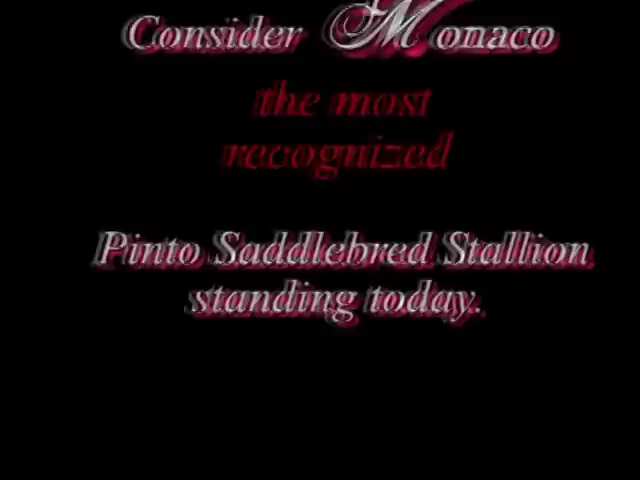 Consider Monaco
the most
recognized
Pinto Saddlebred Stallion
standing today.